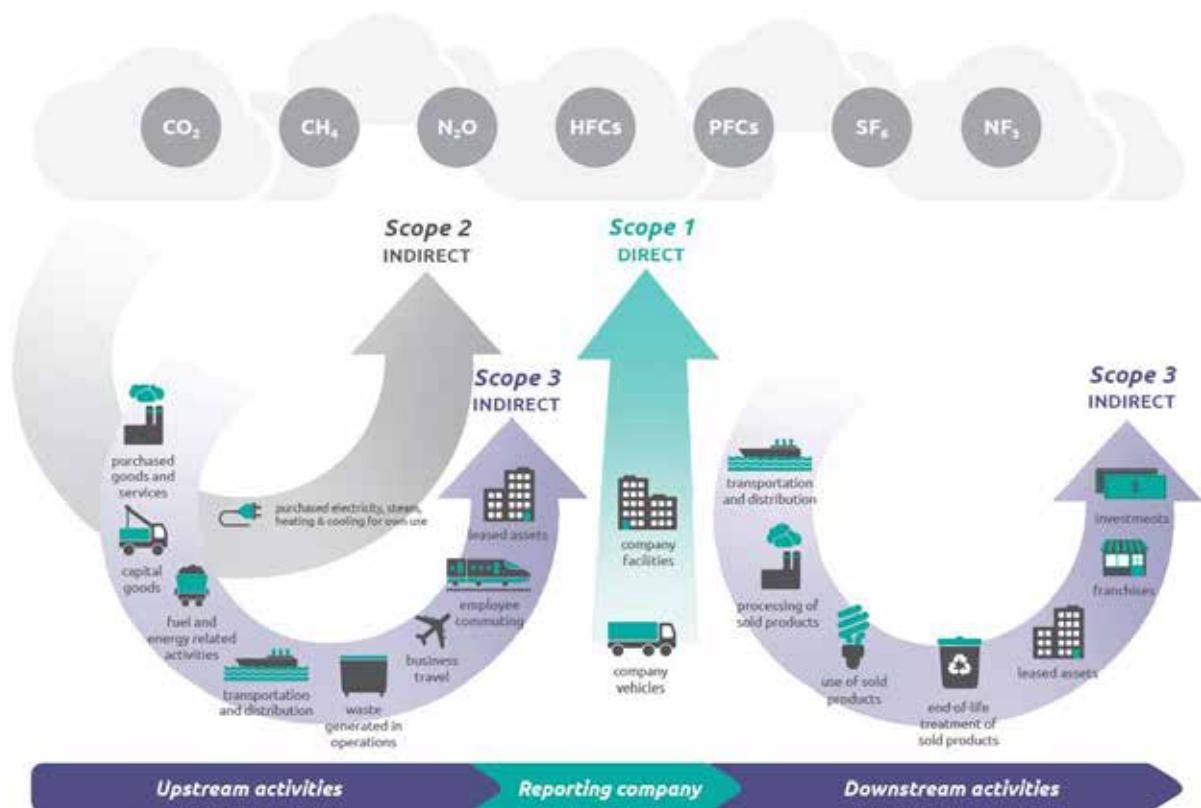 CO₂
CH₄
N₂O
HFCs
PFCs
SF₆
NF₃
Scope 2
INDIRECT
Scope 1
DIRECT
Scope 3
INDIRECT
Scope 3
INDIRECT
purchased
goods and
services
capital
goods
fuel and
energy related
activities
purchased electricity, steam,
heating & cooling for own use
transportation
and distribution
waste
generated in
operations
business
travel
employee
commuting
leased assets
company
facilities
company
vehicles
transportation
and distribution
processing of
sold products
use of sold
products
end-of-life
treatment of
sold products
leased assets
franchises
$
investments
Upstream activities
Reporting company
Downstream activities